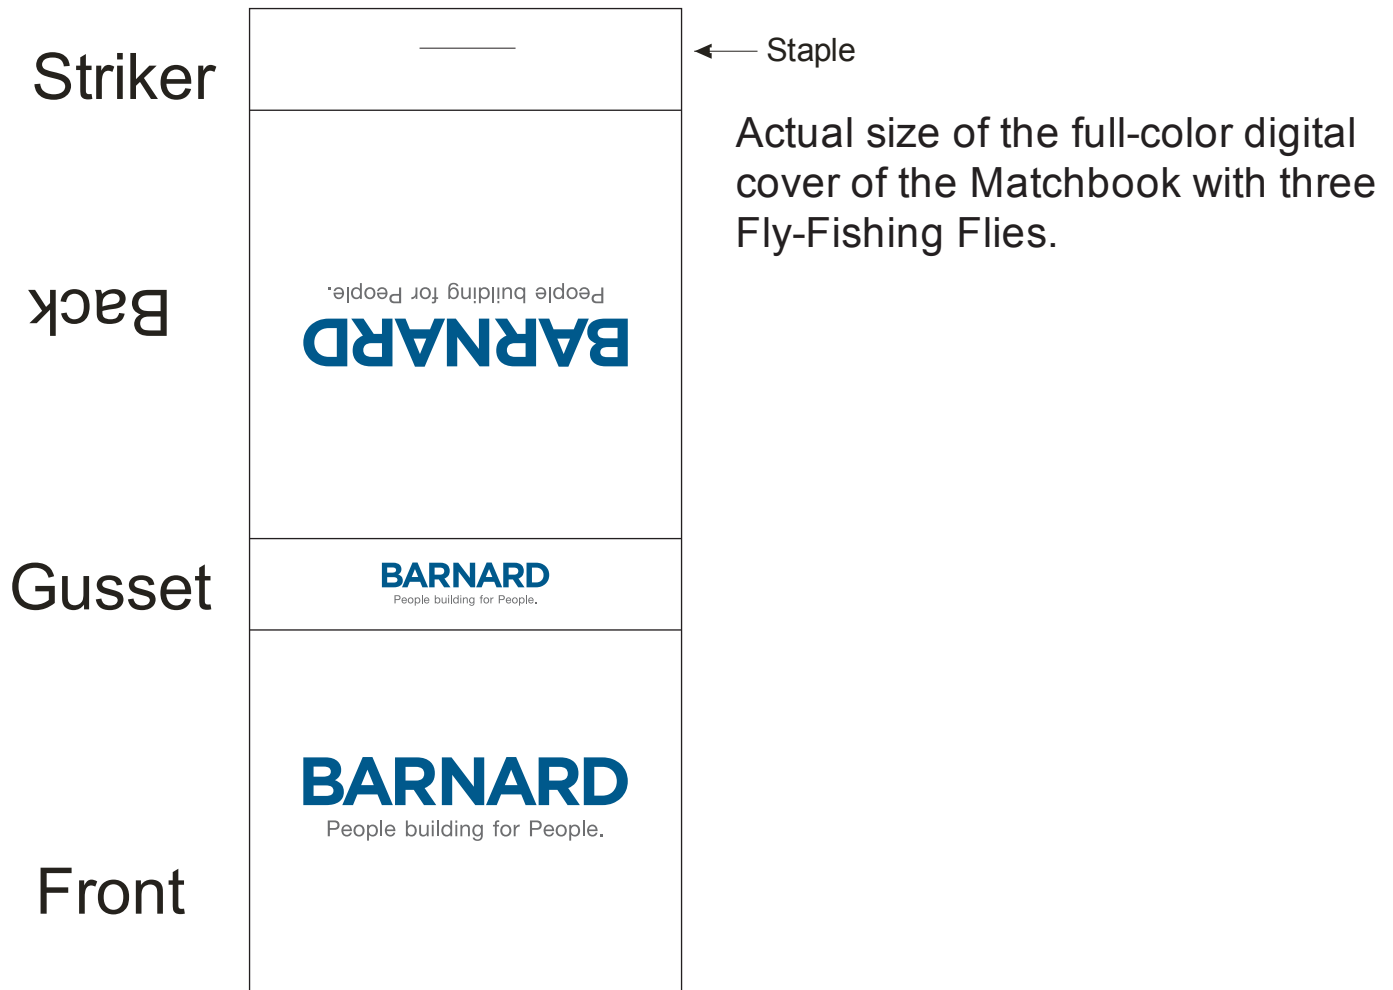 Striker
Staple
Actual size of the full-color digital
cover of the Matchbook with three
Fly-Fishing Flies.
Back
BARNARD
People building for People.
Gusset
BARNARD
People building for People.
BARNARD
People building for People.
Front